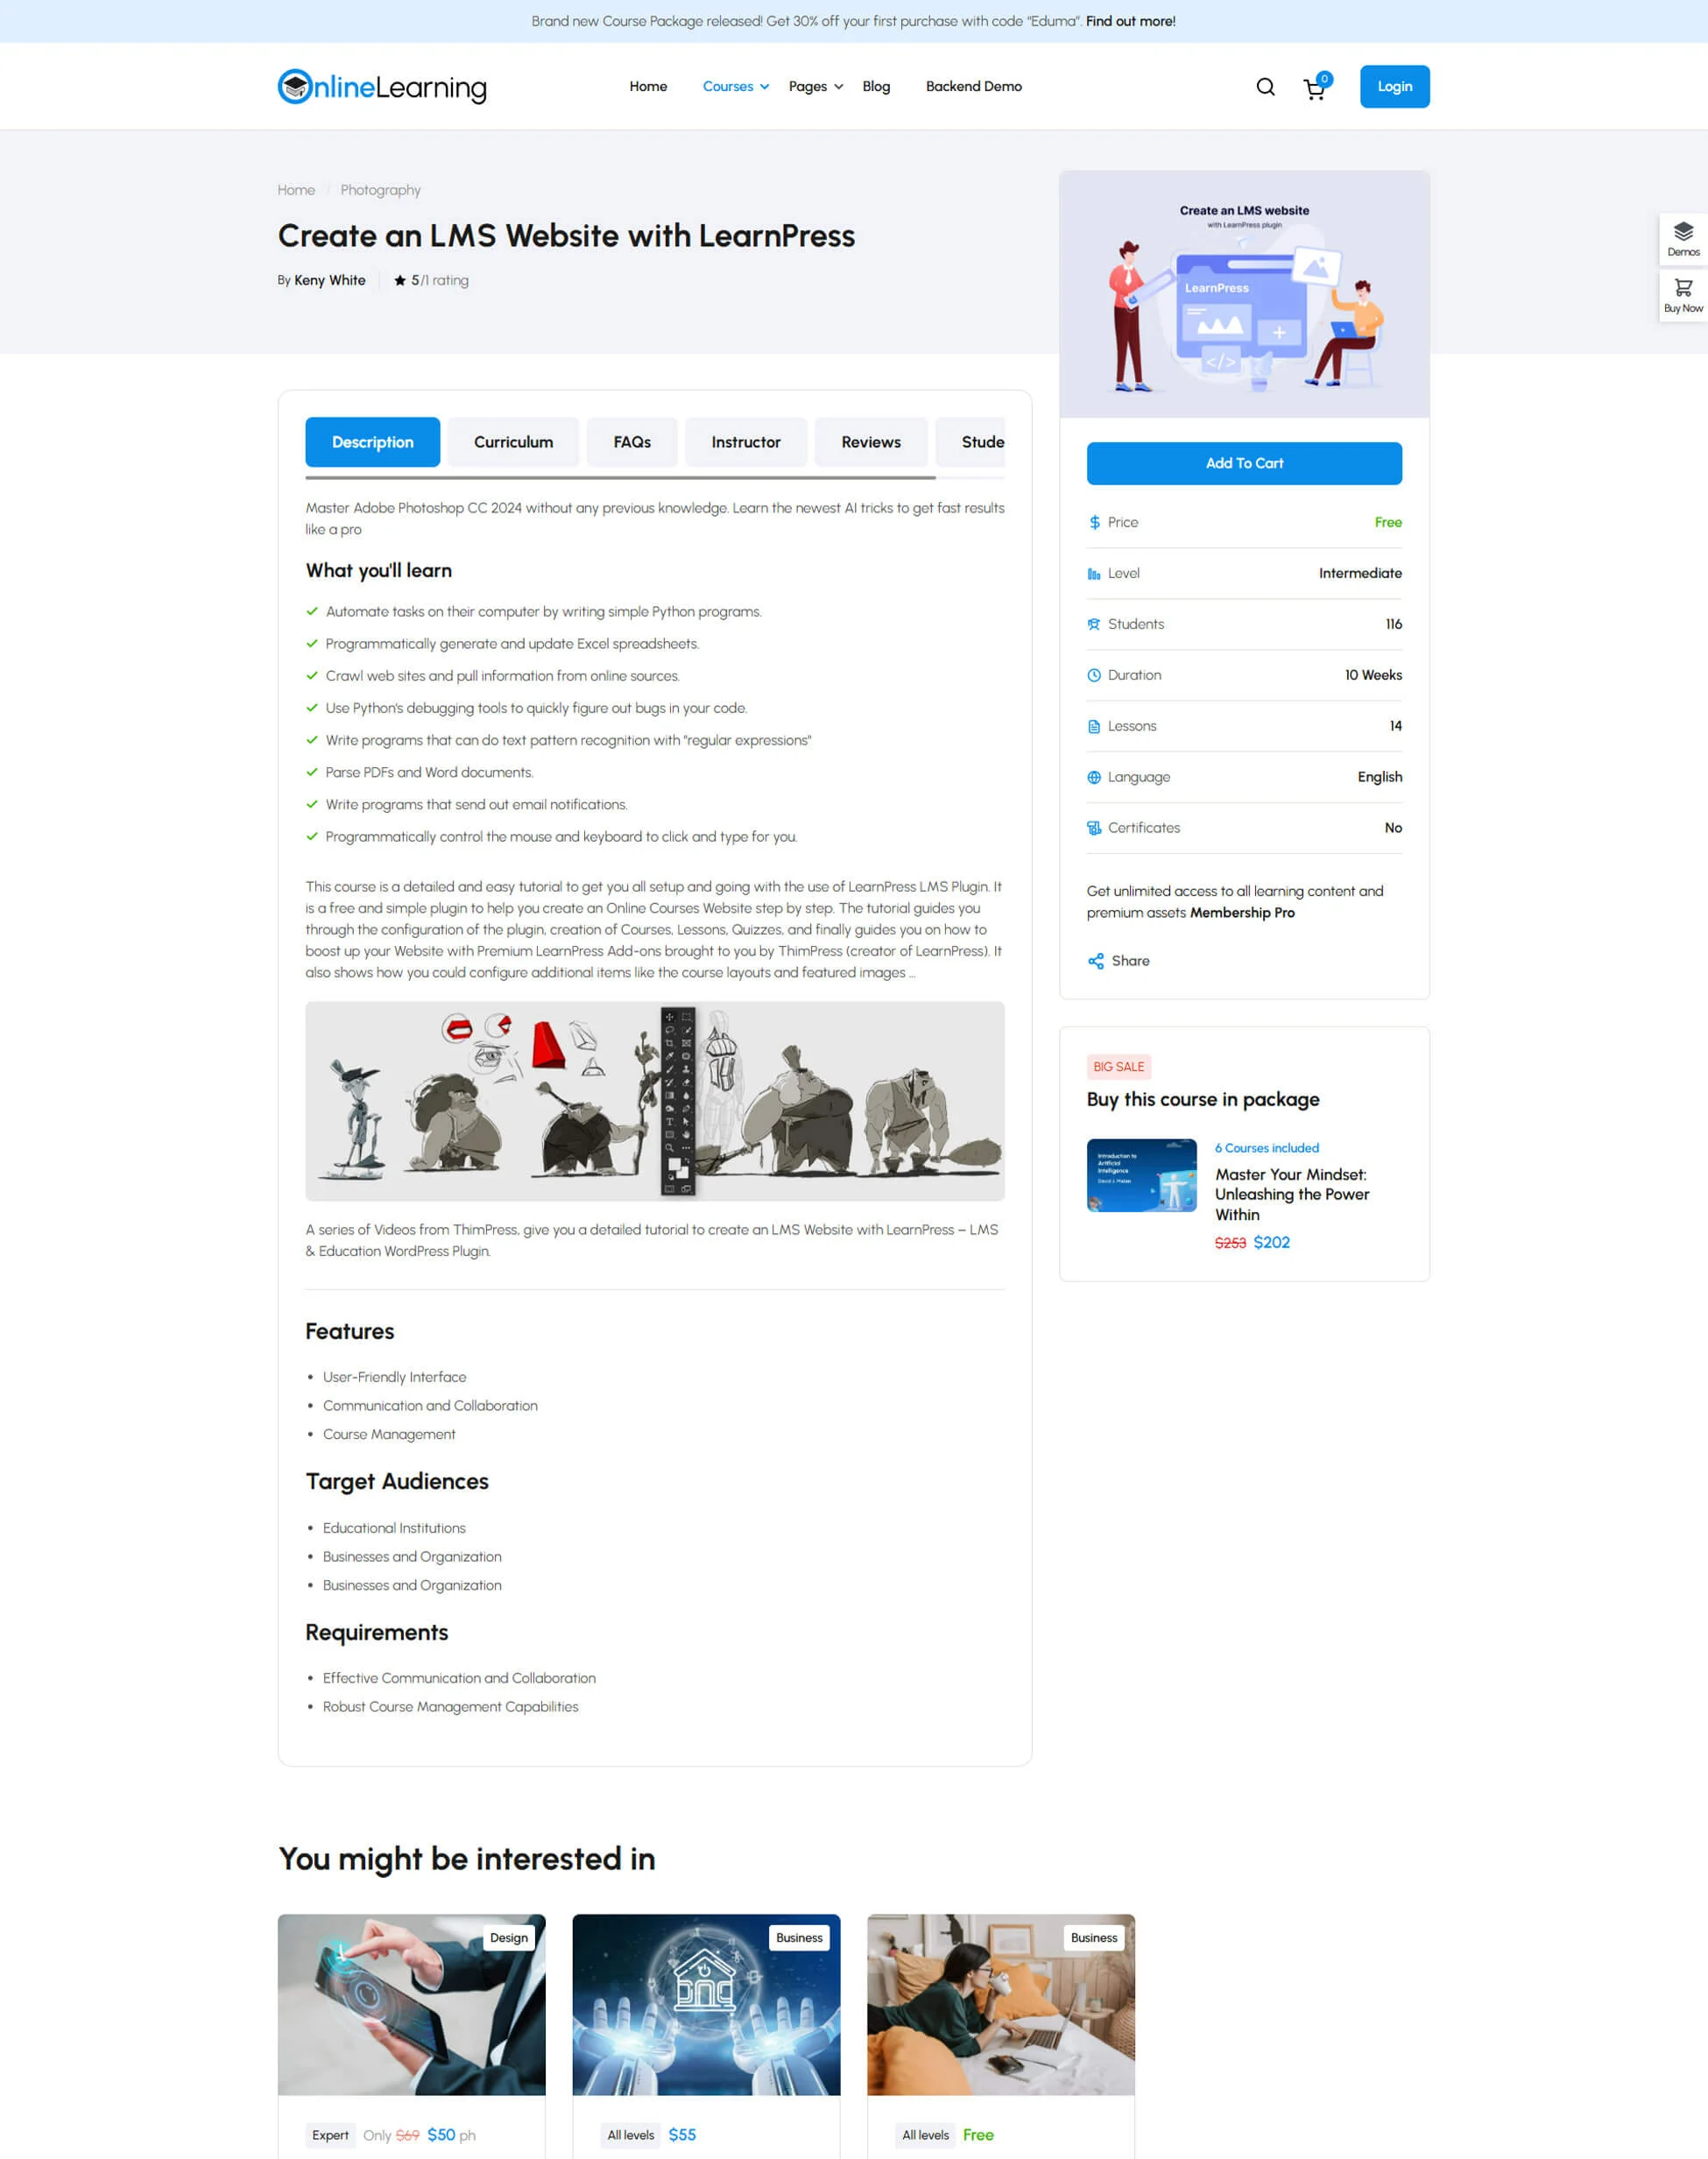 Brand new Course Package released! Get 30% off your first purchase with code “Eduma”. Find out more!
OnlineLearning
Home
Courses
Pages
Blog
Backend Demo
0
Login
Home
Photography
Create an LMS Website with LearnPress
By Keny White
5/1 rating
Create an LMS website
with LearnPress plugin
LearnPress
</>
Demos
Buy Now
Description
Curriculum
FAQs
Instructor
Reviews
Stude
Master Adobe Photoshop CC 2024 without any previous knowledge. Learn the newest AI tricks to get fast results
like a pro
What you'll learn
Automate tasks on their computer by writing simple Python programs.
Programmatically generate and update Excel spreadsheets.
Crawl web sites and pull information from online sources.
Use Python's debugging tools to quickly figure out bugs in your code.
Write programs that can do text pattern recognition with "regular expressions"
Parse PDFs and Word documents.
Write programs that send out email notifications.
Programmatically control the mouse and keyboard to click and type for you.
This course is a detailed and easy tutorial to get you all setup and going with the use of LearnPress LMS Plugin. It
is a free and simple plugin to help you create an Online Courses Website step by step. The tutorial guides you
through the configuration of the plugin, creation of Courses, Lessons, Quizzes, and finally guides you on how to
boost up your Website with Premium LearnPress Add-ons brought to you by ThimPress (creator of LearnPress). It
also shows how you could configure additional items like the course layouts and featured images …
A series of Videos from ThimPress, give you a detailed tutorial to create an LMS Website with LearnPress – LMS
& Education WordPress Plugin.
Features
• User-Friendly Interface
• Communication and Collaboration
• Course Management
Target Audiences
• Educational Institutions
• Businesses and Organization
• Businesses and Organization
Requirements
• Effective Communication and Collaboration
• Robust Course Management Capabilities
Add To Cart
Price
Free
Level
Intermediate
Students
116
Duration
10 Weeks
Lessons
14
Language
English
Certificates
No
Get unlimited access to all learning content and
premium assets Membership Pro
Share
BIG SALE
Buy this course in package
Introduction to
Artificial
Intelligence
David J. Malan
6 Courses included
Master Your Mindset:
Unleashing the Power
Within
$253 $202
You might be interested in
Design
Expert
Only $69 $50 ph
Business
All levels
$55
Business
All levels
Free